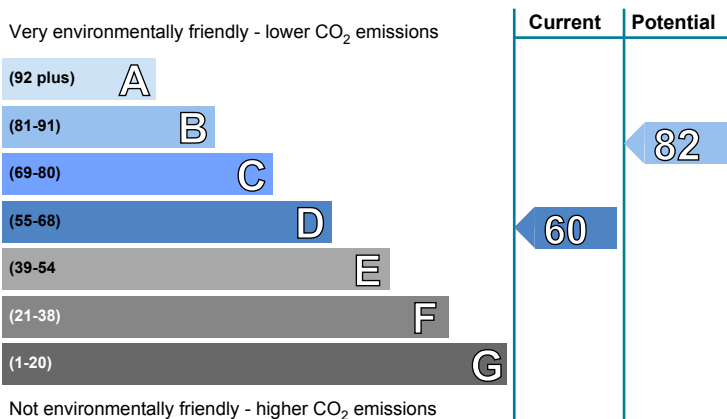 Current Potential
Very environmentally friendly - lower CO2 emissions
(92 plus) A
(81-91) B
82
(69-80) C
(55-68) D
60
(39-54 E
(21-38) F
(1-20) G
Not environmentally friendly - higher CO2 emissions